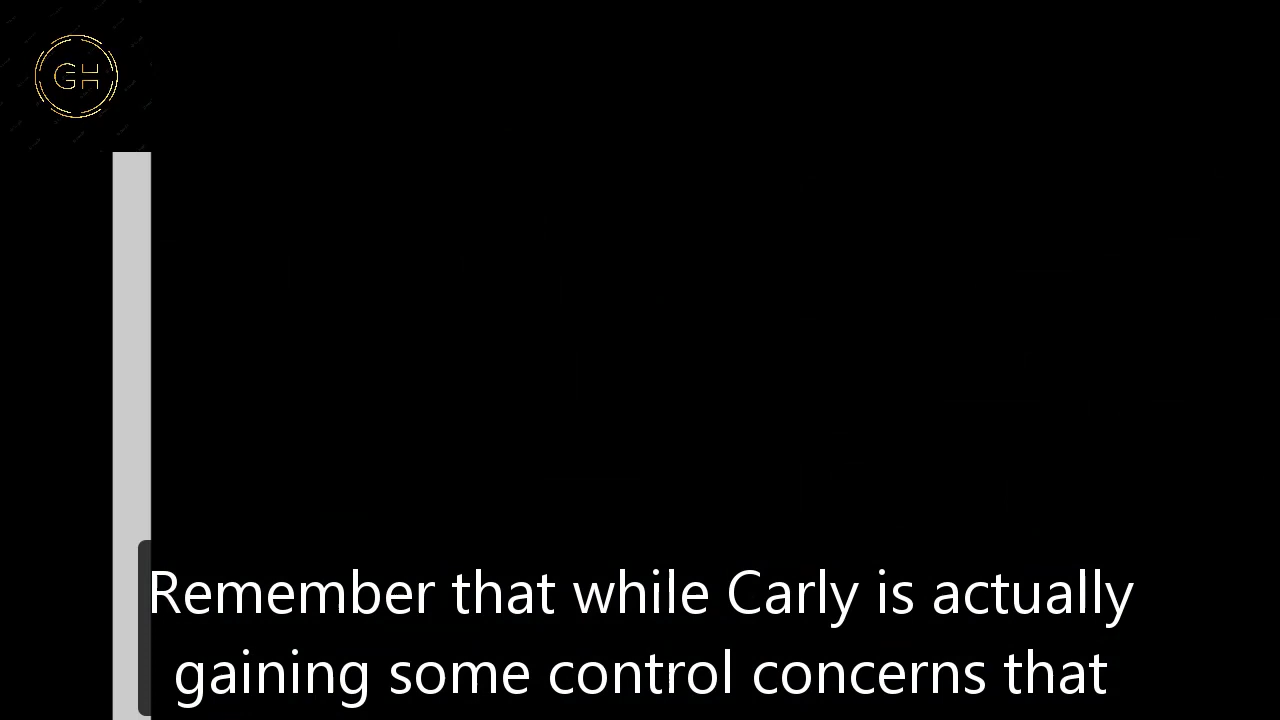 GH
Remember that while Carly is actually
gaining some control concerns that